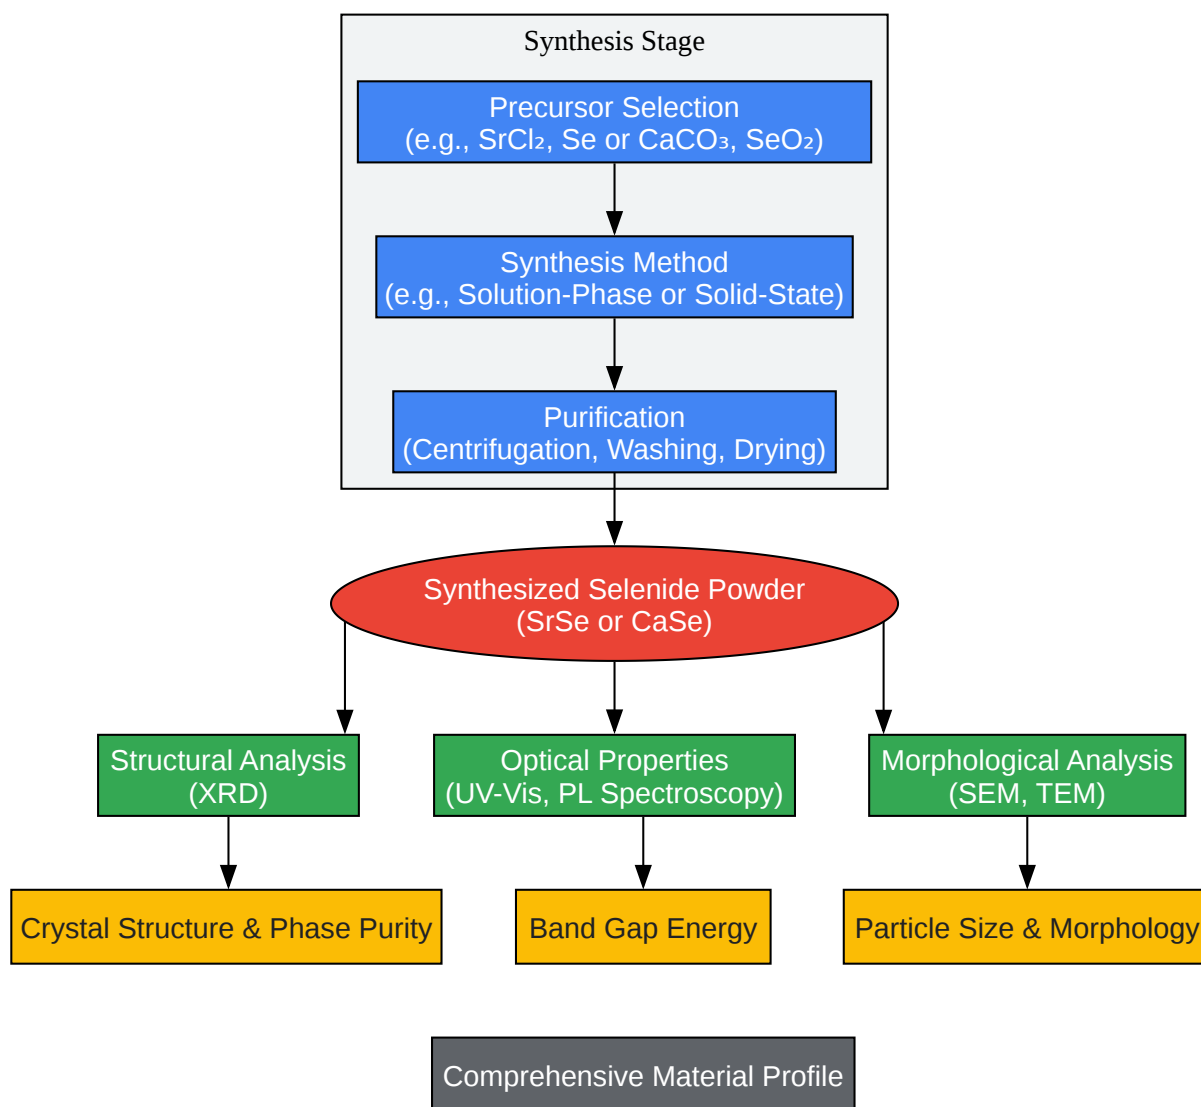 Synthesis Stage
Precursor Selection
(e.g., SrCl₂, Se or CaCO₃, SeO₂)
Synthesis Method
(e.g., Solution-Phase or Solid-State)
Purification
(Centrifugation, Washing, Drying)
Synthesized Selenide Powder
(SrSe or CaSe)
Structural Analysis
(XRD)
Optical Properties
(UV-Vis, PL Spectroscopy)
Morphological Analysis
(SEM, TEM)
Crystal Structure & Phase Purity
Band Gap Energy
Particle Size & Morphology
Comprehensive Material Profile